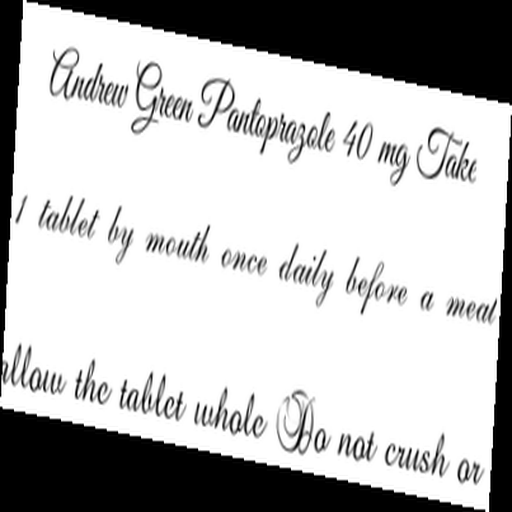 Andrew Green Pantoprazole 40 mg Take
1 tablet by mouth once daily before a meal
the tablet whole Do not crush or